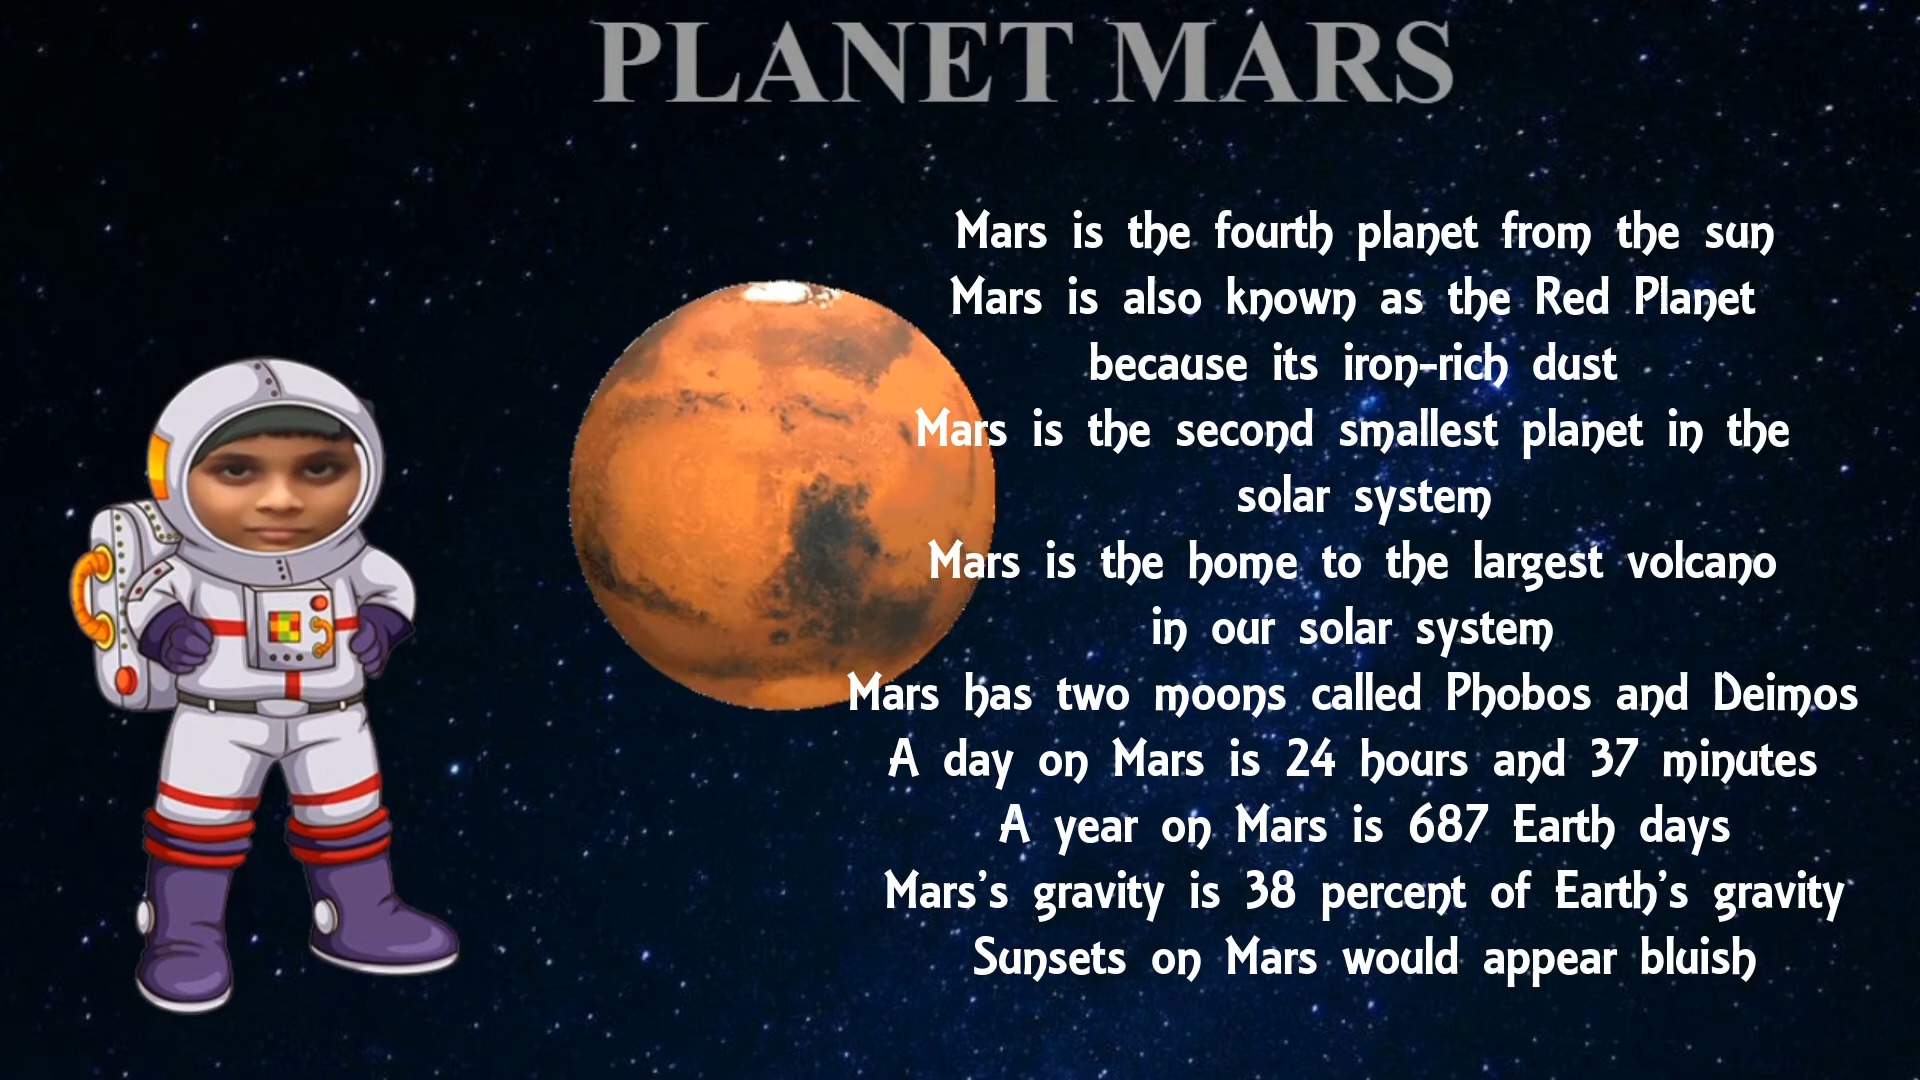 PLANET MARS
Mars is the fourth planet from the sun
Mars is also known as the Red Planet
because its iron-rich dust
Mars is the second smallest planet in the
solar system
Mars is the home to the largest volcano
in our solar system
Mars has two moons called Phobos and Deimos
A day on Mars is 24 hours and 37 minutes
A year on Mars is 687 Earth days
Mars's gravity is 38 percent of Earth's gravity
Sunsets on Mars would appear bluish